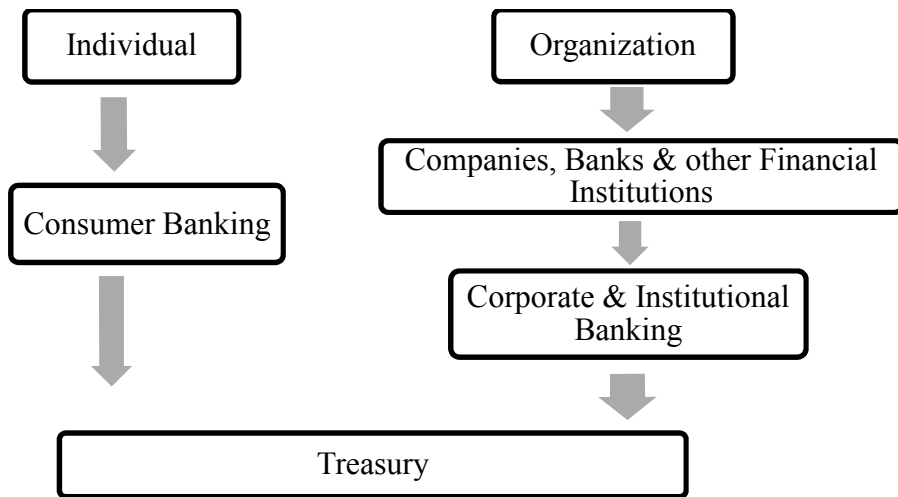 Individual
Organization
Companies, Banks & other Financial
Institutions
Consumer Banking
Corporate & Institutional
Banking
Treasury